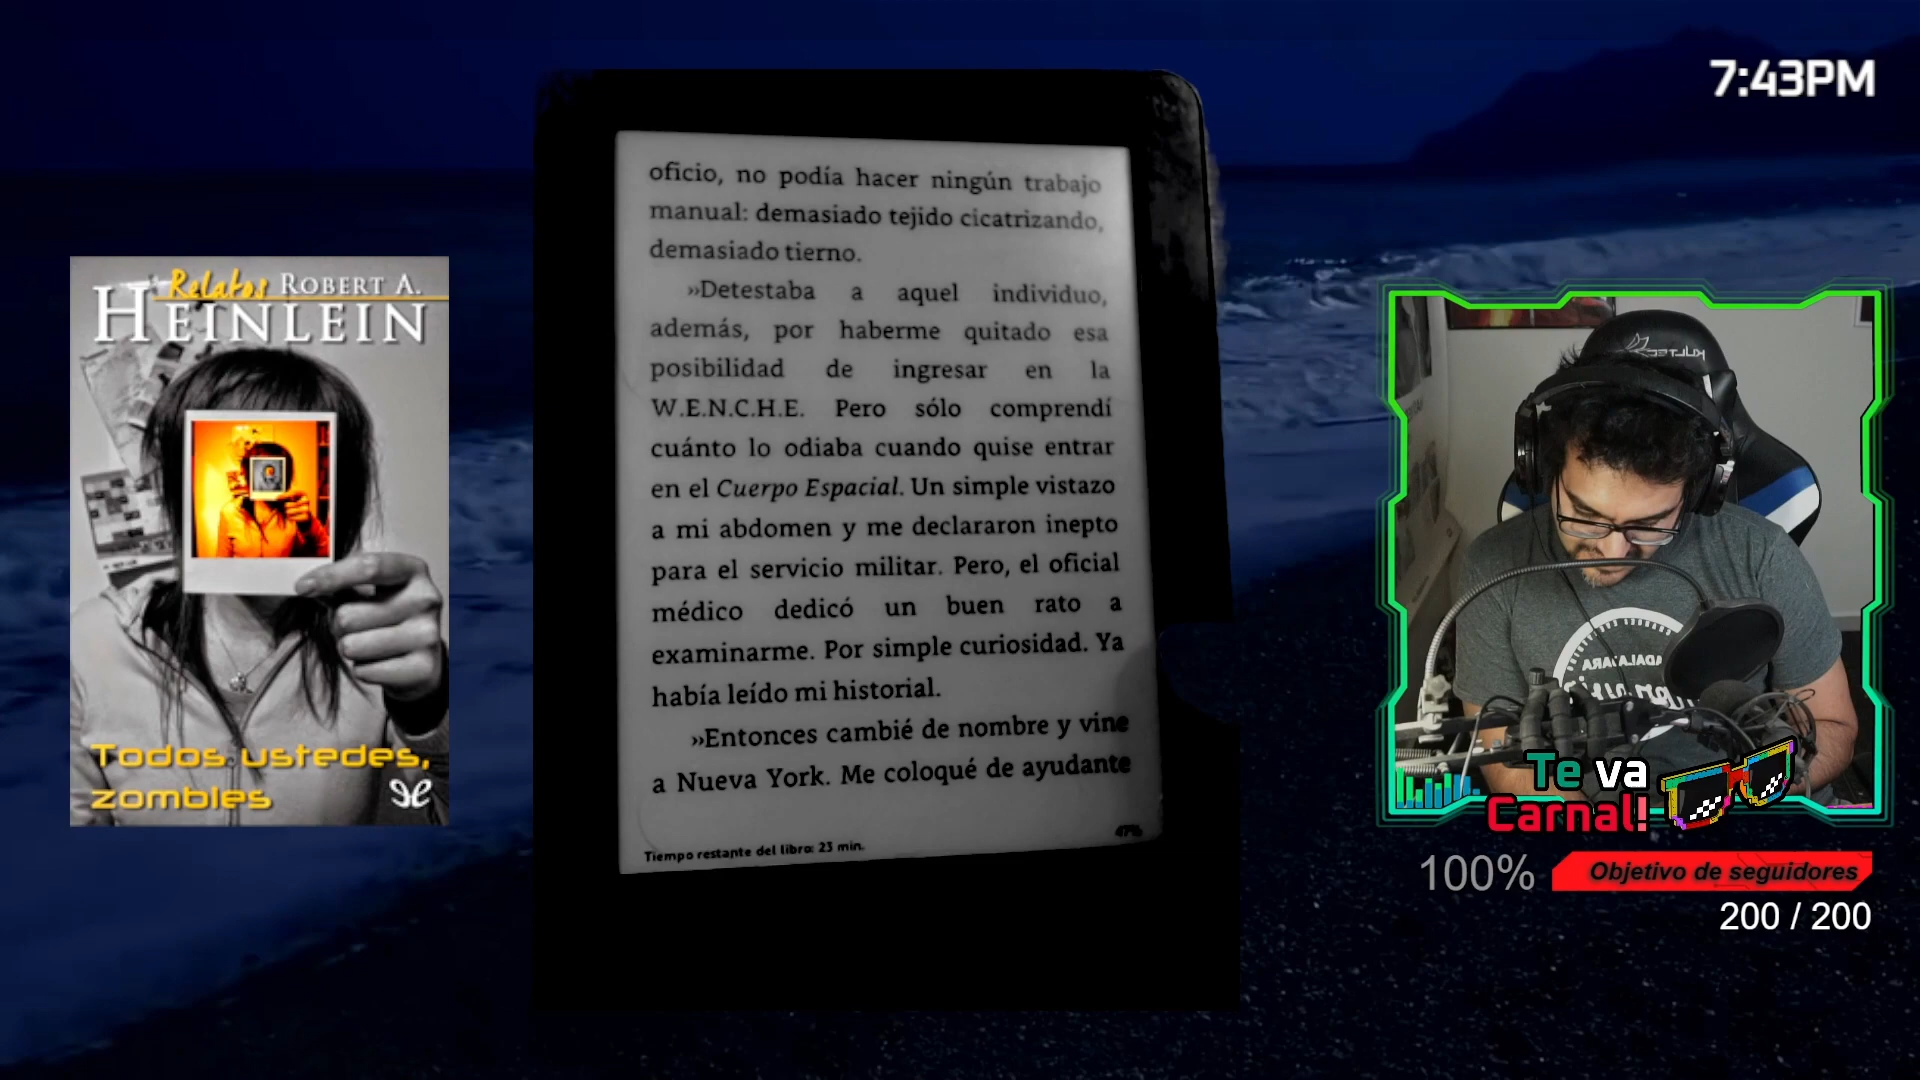 7:43PM
Relatos ROBERT A.
HEINLEIN
Todos ustedes,
zombles
oficio, no podía hacer ningún trabajo
manual: demasiado tejido cicatrizando,
demasiado tierno.
»Detestaba a aquel individuo,
además, por haberme quitado esa
posibilidad de ingresar en la
W.E.N.C.H.E. Pero sólo comprendí
cuánto lo odiaba cuando quise entrar
en el Cuerpo Espacial. Un simple vistazo
a mi abdomen y me declararon inepto
para el servicio militar. Pero, el oficial
médico dedicó un buen rato a
examinarme. Por simple curiosidad. Ya
había leído mi historial.
»Entonces cambié de nombre y vine
a Nueva York. Me coloqué de ayudante
47%
Tiempo restante del libro: 23 min.
Te va
Carnal!
100% Objetivo de seguidores
200 / 200